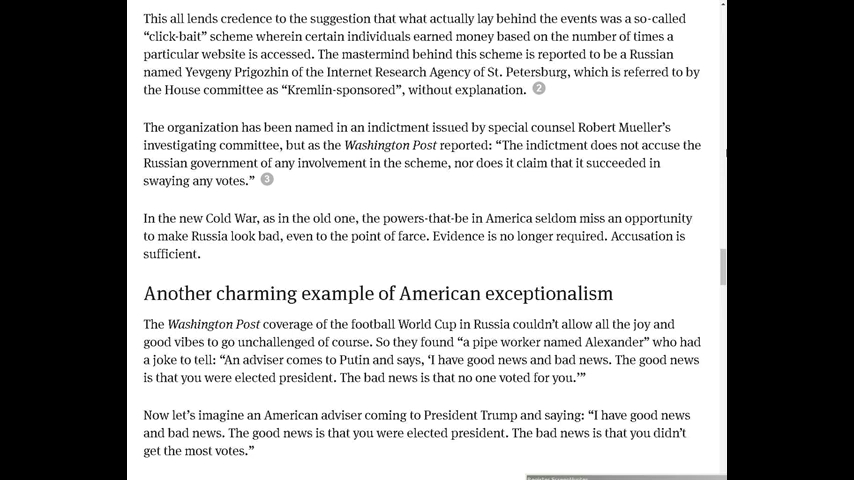 This all lends credence to the suggestion that what actually lay behind the events was a so-called
“click-bait” scheme wherein certain individuals earned money based on the number of times a
particular website is accessed. The mastermind behind this scheme is reported to be a Russian
named Yevgeny Prigozhin of the Internet Research Agency of St. Petersburg, which is referred to by
the House committee as “Kremlin-sponsored”, without explanation. 2
The organization has been named in an indictment issued by special counsel Robert Mueller’s
investigating committee, but as the Washington Post reported: “The indictment does not accuse the
Russian government of any involvement in the scheme, nor does it claim that it succeeded in
swaying any votes.” 3
In the new Cold War, as in the old one, the powers-that-be in America seldom miss an opportunity
to make Russia look bad, even to the point of farce. Evidence is no longer required. Accusation is
sufficient.
Another charming example of American exceptionalism
The Washington Post coverage of the football World Cup in Russia couldn’t allow all the joy and
good vibes to go unchallenged of course. So they found “a pipe worker named Alexander” who had
a joke to tell: “An adviser comes to Putin and says, ‘I have good news and bad news. The good news
is that you were elected president. The bad news is that no one voted for you.’”
Now let’s imagine an American adviser coming to President Trump and saying: “I have good news
and bad news. The good news is that you were elected president. The bad news is that you didn’t
get the most votes.”